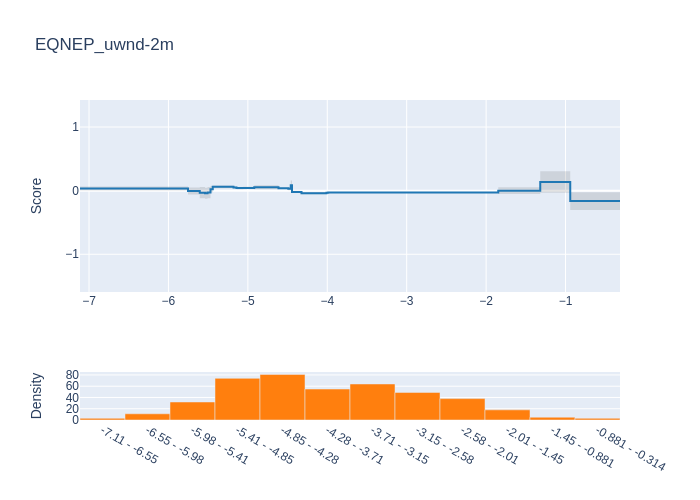 EQNEP_uwnd-2m
Score
1
0
−1
−7
−6
−5
−4
−3
−2
−1
Density
80
60
40
20
0
-7.11 - -6.55
-6.55 - -5.98
-5.98 - -5.41
-5.41 - -4.85
-4.85 - -4.28
-4.28 - -3.71
-3.71 - -3.15
-3.15 - -2.58
-2.58 - -2.01
-2.01 - -1.45
-1.45 - -0.881
-0.881 - -0.314